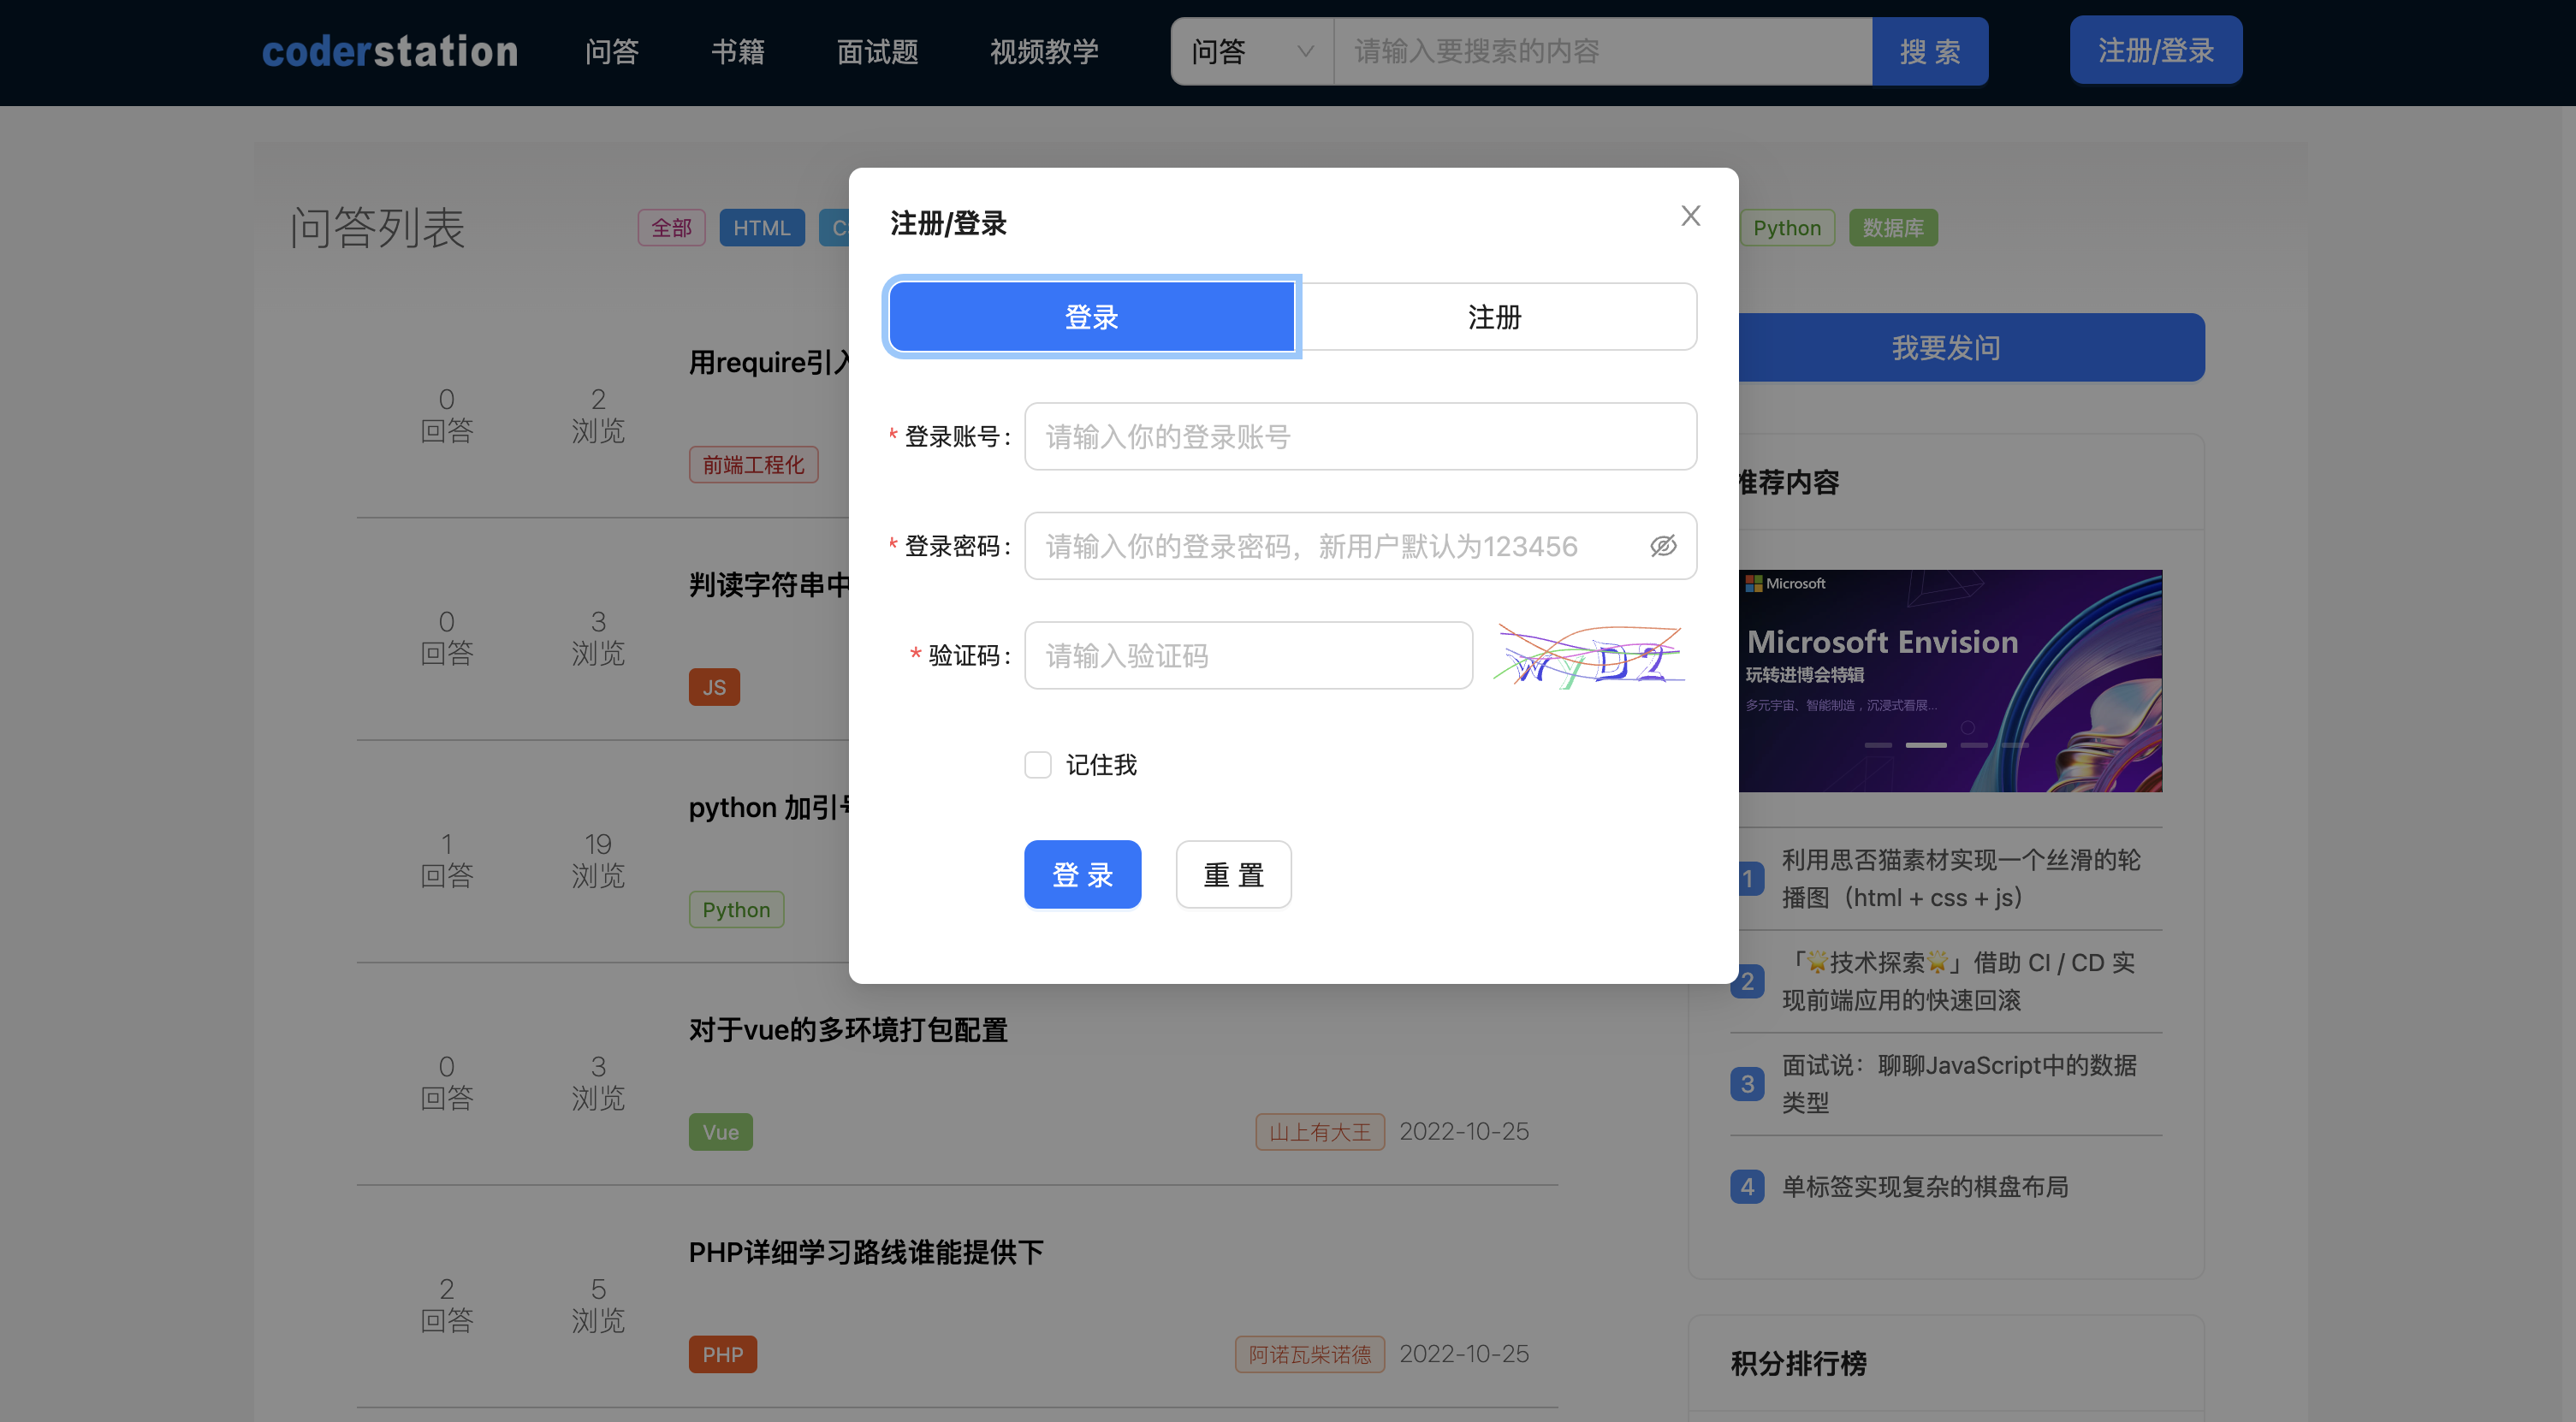 coderstation 问答 书籍 面试题 视频教学 问答 请输入要搜索的内容 搜 索 注册/登录
问答列表 全部 HTML Python 数据库
注册/登录
登录 注册
* 登录账号: 请输入你的登录账号
* 登录密码: 请输入你的登录密码，新用户默认为123456
* 验证码: 请输入验证码
记住我
登 录 重 置
用require引入
0 回答
2 浏览
前端工程化
判读字符串中
0 回答
3 浏览
JS
python 加引号
1 回答
19 浏览
Python
对于vue的多环境打包配置
0 回答
3 浏览
Vue 山上有大王 2022-10-25
PHP详细学习路线谁能提供下
2 回答
5 浏览
PHP 阿诺瓦柴诺德 2022-10-25
我要发问
推荐内容
Microsoft
Microsoft Envision
玩转进博会特辑
多元宇宙、智能制造，沉浸式看展...
1 利用思否猫素材实现一个丝滑的轮
播图（html + css + js）
2 「🌟技术探索🌟」借助 CI / CD 实
现前端应用的快速回滚
3 面试说：聊聊JavaScript中的数据
类型
4 单标签实现复杂的棋盘布局
积分排行榜